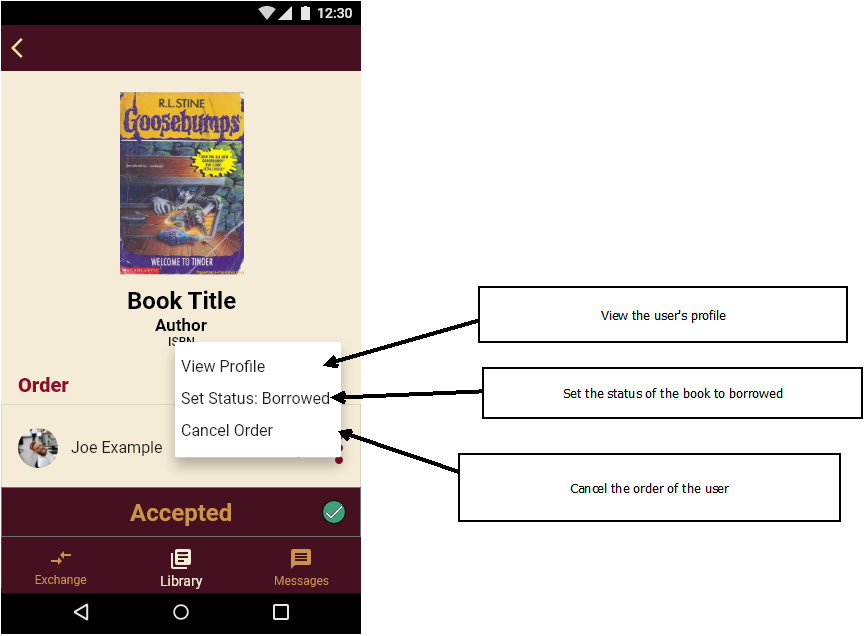 12:30
R.L.STINE
Goosebumps
WELCOME TO TINDER
SCHOLASTIC
Book Title
Author
ISBN
View Profile
Order
Set Status: Borrowed
Cancel Order
Joe Example
Accepted
Exchange
Library
Messages
View the user's profile
Set the status of the book to borrowed
Cancel the order of the user